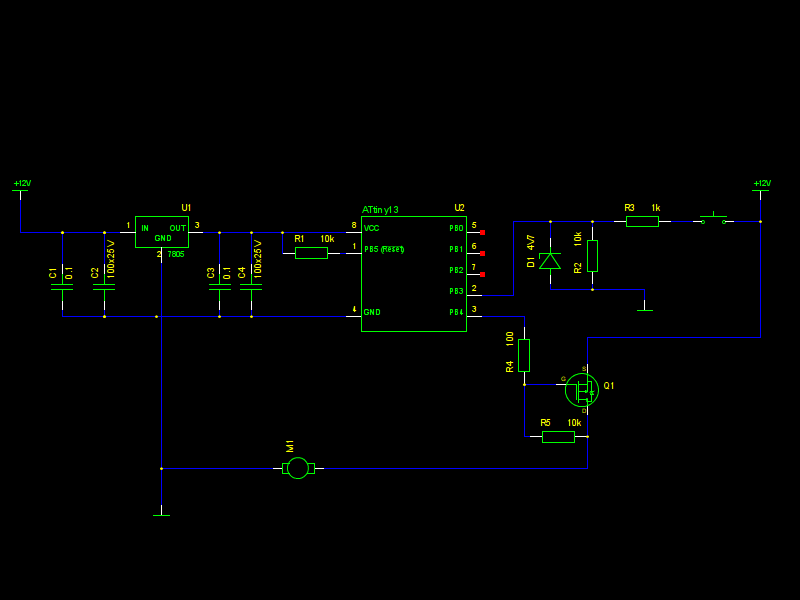 +12V
+12V
U1
1
IN
OUT
3
GND
2
7805
C1
0.1
C2
100x25V
C3
0.1
C4
100x25V
R1
10k
ATtiny13
U2
8
VCC
1
PB5 (Reset)
4
GND
PB0
5
PB1
6
PB2
7
PB3
2
PB4
3
D1
4V7
R2
10k
R3
1k
R4
100
G
S
D
Q1
R5
10k
M1